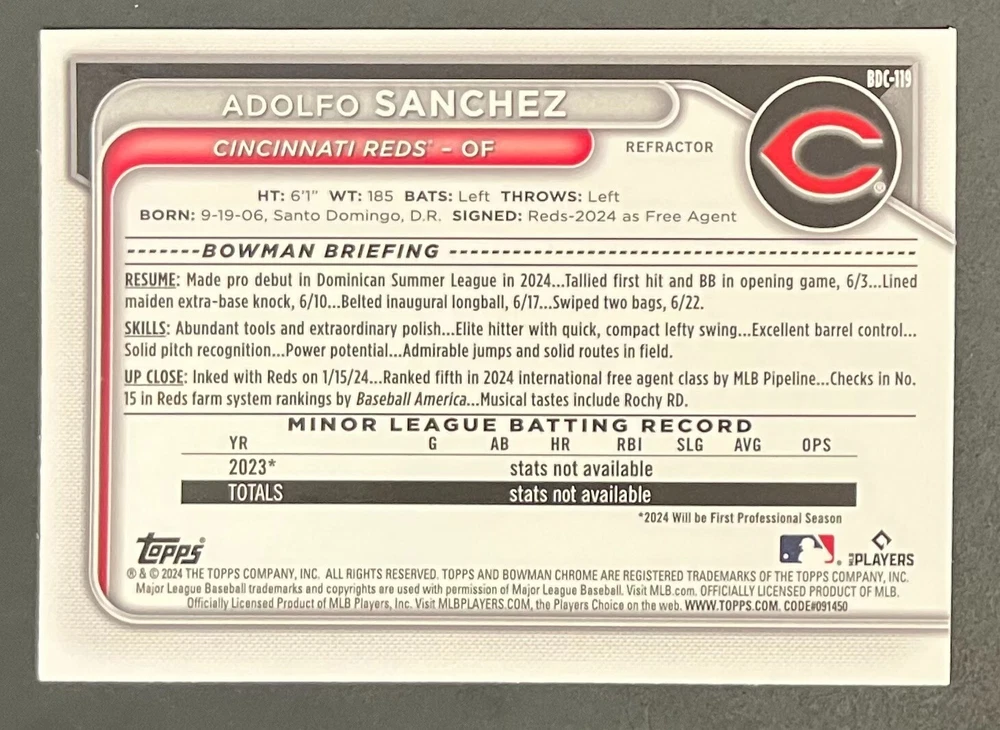 BDC-119
ADOLFO SANCHEZ
CINCINNATI REDS® - OF
REFRACTOR
C
®
HT: 6'1" WT: 185 BATS: Left THROWS: Left
BORN: 9-19-06, Santo Domingo, D.R. SIGNED: Reds-2024 as Free Agent
BOWMAN BRIEFING
RESUME: Made pro debut in Dominican Summer League in 2024...Tallied first hit and BB in opening game, 6/3...Lined
maiden extra-base knock, 6/10...Belted inaugural longball, 6/17...Swiped two bags, 6/22.
SKILLS: Abundant tools and extraordinary polish...Elite hitter with quick, compact lefty swing...Excellent barrel control...
Solid pitch recognition...Power potential...Admirable jumps and solid routes in field.
UP CLOSE: Inked with Reds on 1/15/24...Ranked fifth in 2024 international free agent class by MLB Pipeline...Checks in No.
15 in Reds farm system rankings by Baseball America...Musical tastes include Rochy RD.
MINOR LEAGUE BATTING RECORD
YR G AB HR RBI SLG AVG OPS
2023* stats not available
TOTALS stats not available
*2024 Will be First Professional Season
Topps® MLB PLAYERS
® & © 2024 THE TOPPS COMPANY, INC. ALL RIGHTS RESERVED. TOPPS AND BOWMAN CHROME ARE REGISTERED TRADEMARKS OF THE TOPPS COMPANY, INC.
Major League Baseball trademarks and copyrights are used with permission of Major League Baseball. Visit MLB.com. OFFICIALLY LICENSED PRODUCT OF MLB.
Officially Licensed Product of MLB Players, Inc. Visit MLBPLAYERS.COM, the Players Choice on the web. WWW.TOPPS.COM. CODE#091450